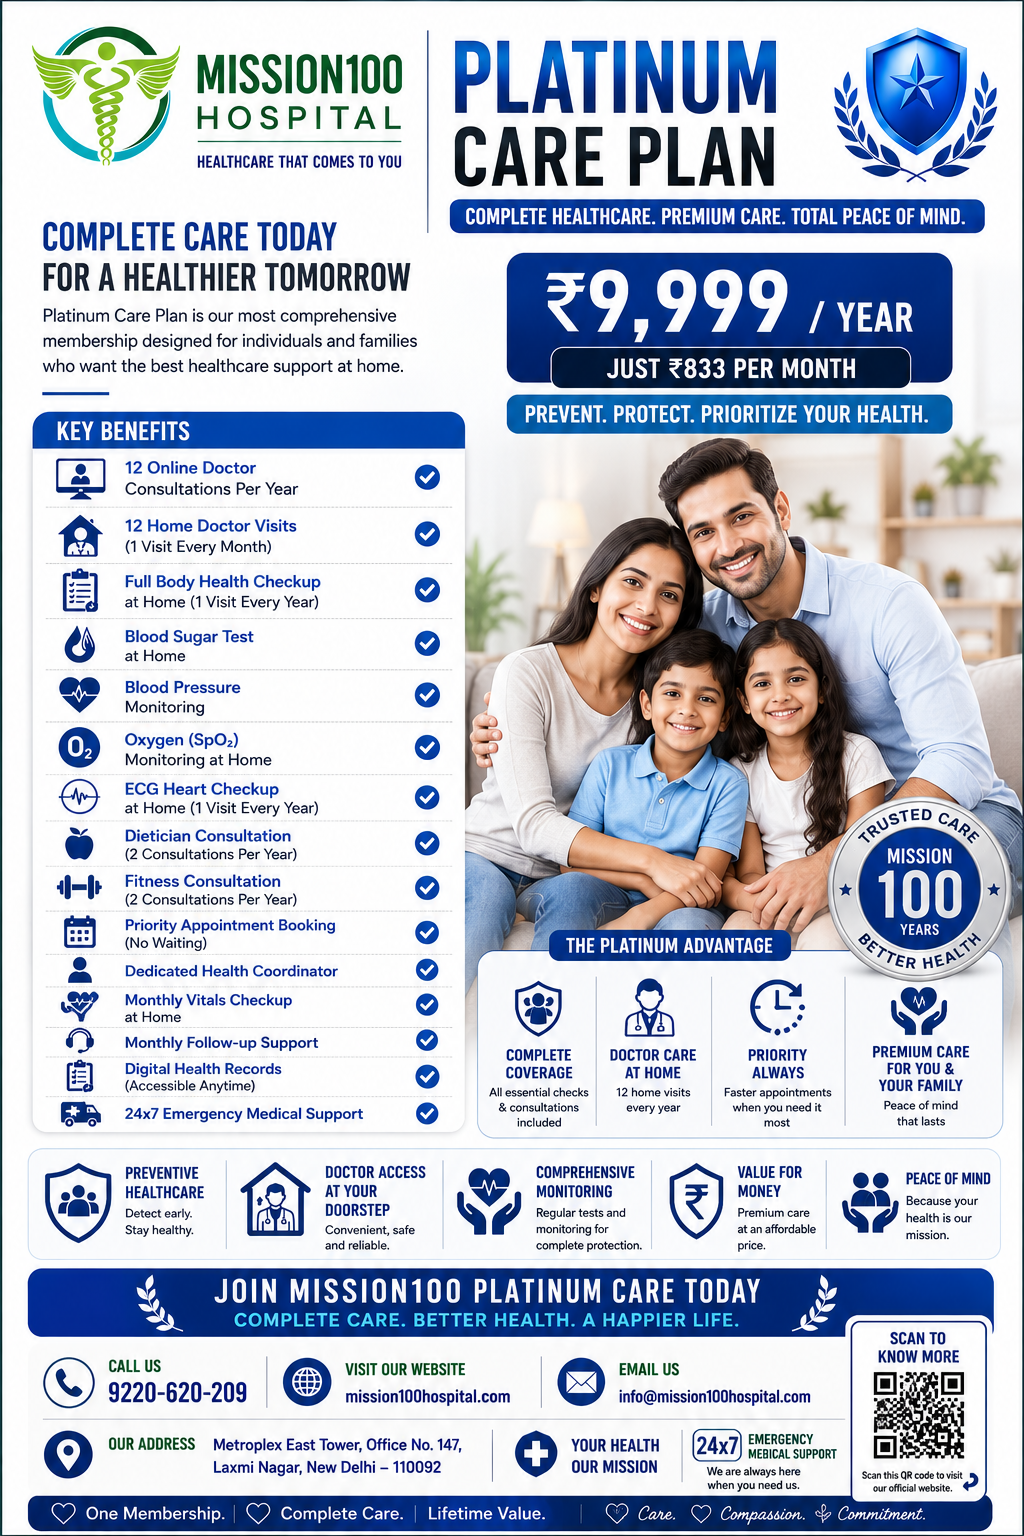 MISSION100
HOSPITAL
HEALTHCARE THAT COMES TO YOU
PLATINUM
CARE PLAN
COMPLETE HEALTHCARE. PREMIUM CARE. TOTAL PEACE OF MIND.
COMPLETE CARE TODAY
FOR A HEALTHIER TOMORROW
Platinum Care Plan is our most comprehensive
membership designed for individuals and families
who want the best healthcare support at home.
₹9,999 / YEAR
JUST ₹833 PER MONTH
PREVENT. PROTECT. PRIORITIZE YOUR HEALTH.
KEY BENEFITS
12 Online Doctor
Consultations Per Year
12 Home Doctor Visits
(1 Visit Every Month)
Full Body Health Checkup
at Home (1 Visit Every Year)
Blood Sugar Test
at Home
Blood Pressure
Monitoring
O₂
Oxygen (SpO₂)
Monitoring at Home
ECG Heart Checkup
at Home (1 Visit Every Year)
Dietician Consultation
(2 Consultations Per Year)
Fitness Consultation
(2 Consultations Per Year)
Priority Appointment Booking
(No Waiting)
Dedicated Health Coordinator
Monthly Vitals Checkup
at Home
Monthly Follow-up Support
Digital Health Records
(Accessible Anytime)
24x7 Emergency Medical Support
TRUSTED CARE
MISSION
100
YEARS
BETTER HEALTH
THE PLATINUM ADVANTAGE
COMPLETE
COVERAGE
All essential checks
& consultations
included
DOCTOR CARE
AT HOME
12 home visits
every year
PRIORITY
ALWAYS
Faster appointments
when you need it
most
PREMIUM CARE
FOR YOU &
YOUR FAMILY
Peace of mind
that lasts
PREVENTIVE
HEALTHCARE
Detect early.
Stay healthy.
DOCTOR ACCESS
AT YOUR
DOORSTEP
Convenient, safe
and reliable.
COMPREHENSIVE
MONITORING
Regular tests and
monitoring for
complete protection.
₹
VALUE FOR
MONEY
Premium care
at an affordable
price.
PEACE OF MIND
Because your
health is our
mission.
JOIN MISSION100 PLATINUM CARE TODAY
COMPLETE CARE. BETTER HEALTH. A HAPPIER LIFE.
CALL US
9220-620-209
VISIT OUR WEBSITE
mission100hospital.com
EMAIL US
info@mission100hospital.com
SCAN TO
KNOW MORE
Scan this QR code to visit
our official website.
OUR ADDRESS
Metroplex East Tower, Office No. 147,
Laxmi Nagar, New Delhi – 110092
YOUR HEALTH
OUR MISSION
24x7
EMERGENCY
MEDICAL SUPPORT
We are always here
when you need us.
One Membership. | Complete Care. | Lifetime Value.
Care. Compassion. Commitment.